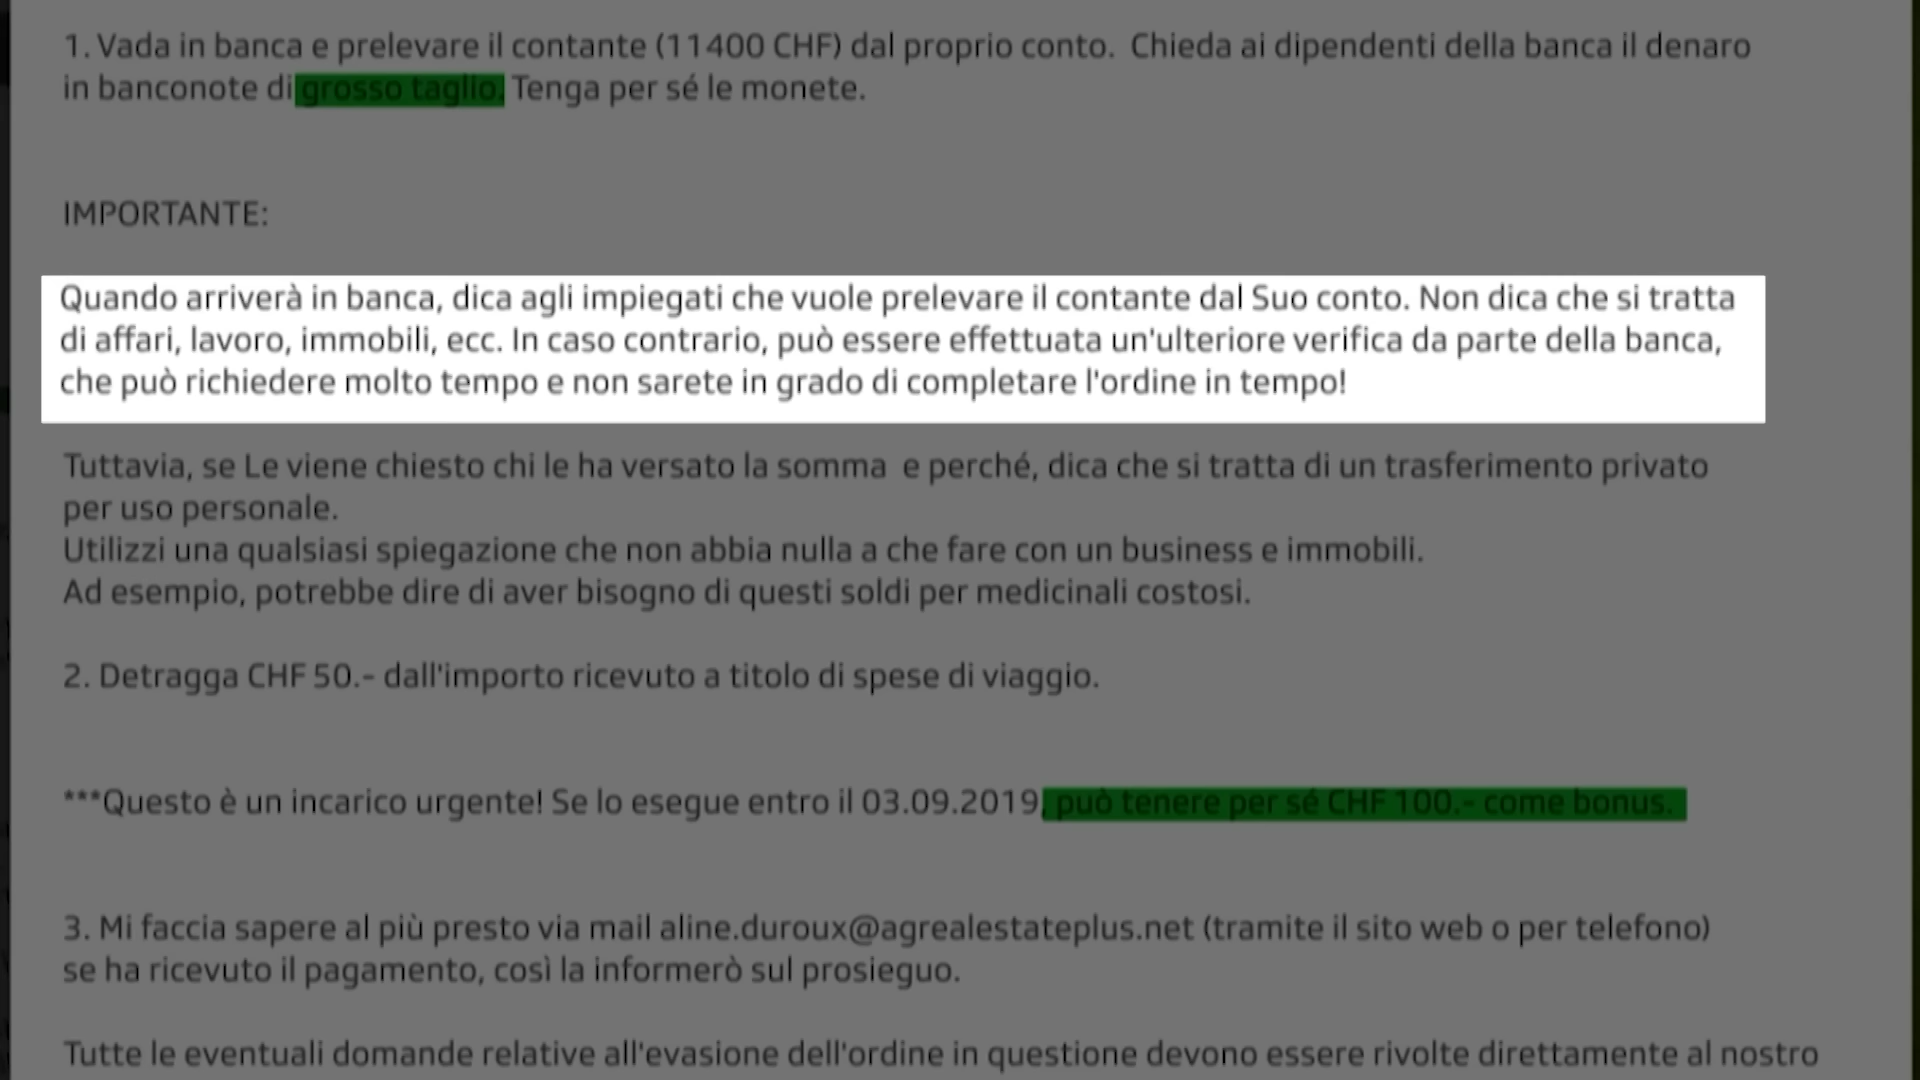 1. Vada in banca e prelevare il contante (11400 CHF) dal proprio conto. Chieda ai dipendenti della banca il denaro
in banconote di grosso taglio. Tenga per sé le monete.
IMPORTANTE:
Quando arriverà in banca, dica agli impiegati che vuole prelevare il contante dal Suo conto. Non dica che si tratta
di affari, lavoro, immobili, ecc. In caso contrario, può essere effettuata un'ulteriore verifica da parte della banca,
che può richiedere molto tempo e non sarete in grado di completare l'ordine in tempo!
Tuttavia, se Le viene chiesto chi le ha versato la somma e perché, dica che si tratta di un trasferimento privato
per uso personale.
Utilizzi una qualsiasi spiegazione che non abbia nulla a che fare con un business e immobili.
Ad esempio, potrebbe dire di aver bisogno di questi soldi per medicinali costosi.
2. Detragga CHF 50.- dall'importo ricevuto a titolo di spese di viaggio.
***Questo è un incarico urgente! Se lo esegue entro il 03.09.2019, può tenere per sé CHF 100.- come bonus.
3. Mi faccia sapere al più presto via mail aline.duroux@agrealestateplus.net (tramite il sito web o per telefono)
se ha ricevuto il pagamento, così la informerò sul prosieguo.
Tutte le eventuali domande relative all'evasione dell'ordine in questione devono essere rivolte direttamente al nostro